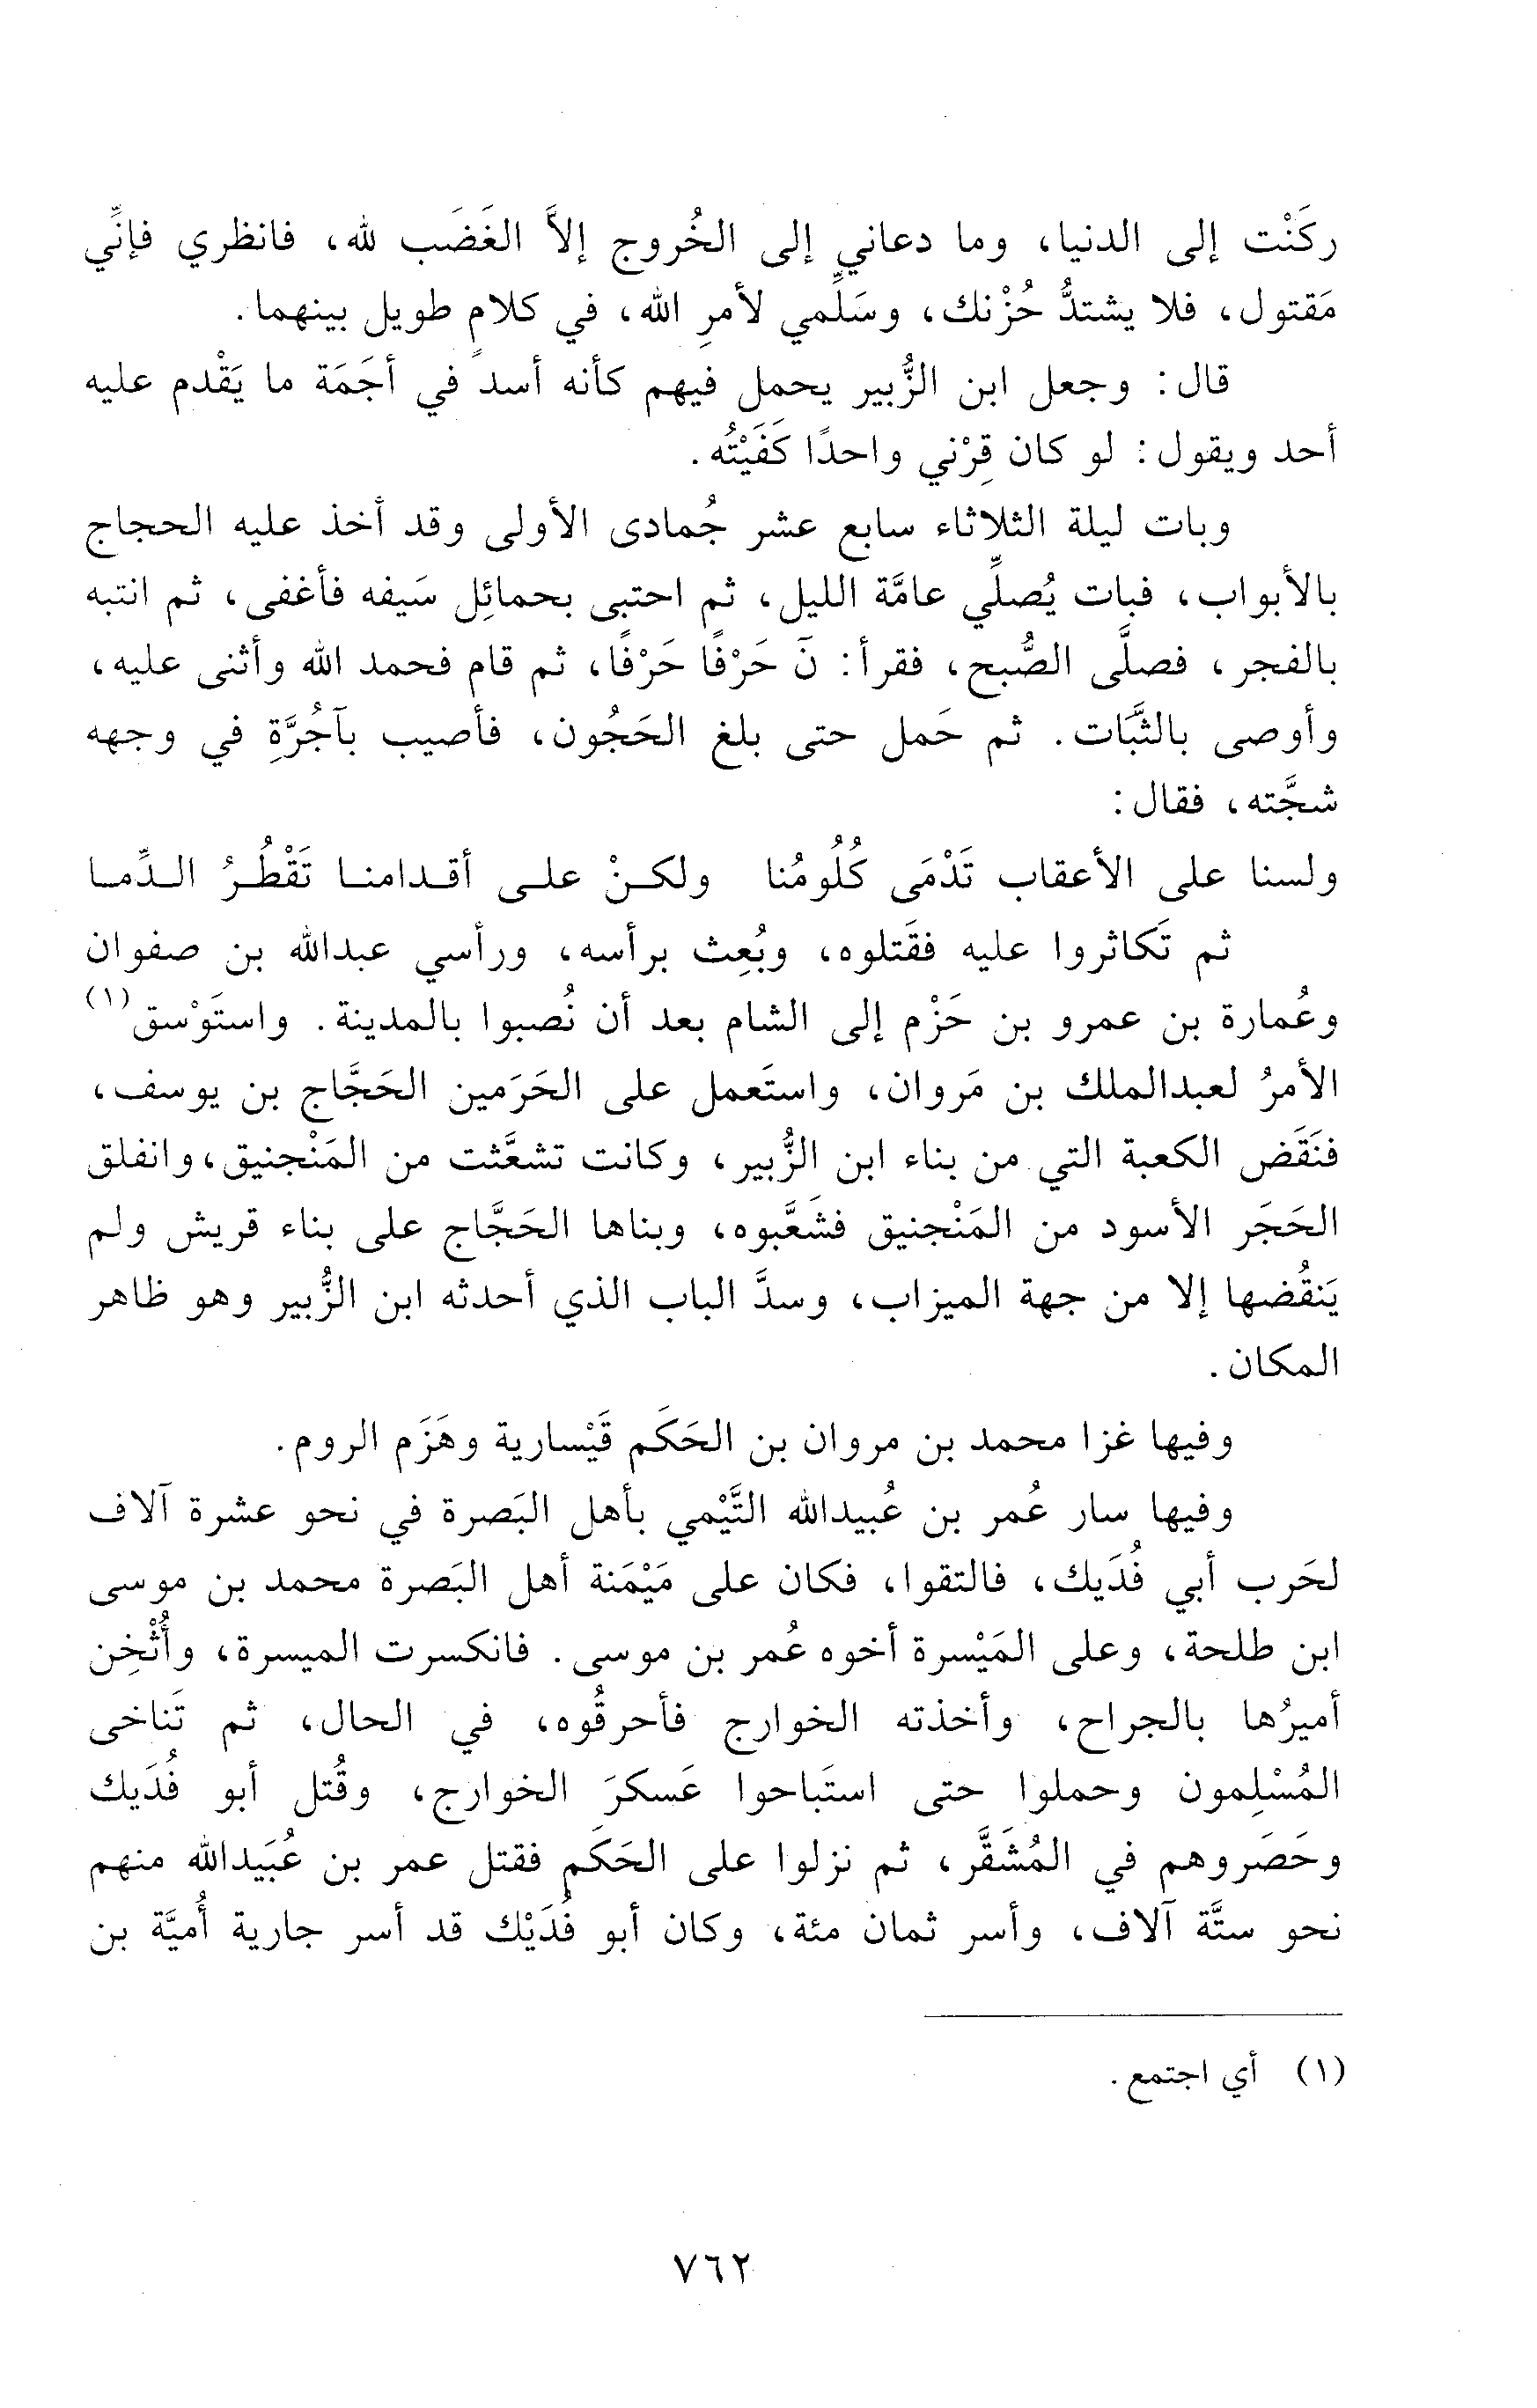 ركَنْت إلى الدنيا، وما دعاني إلى الخُروج إلاَّ الغَضَب لله، فانظري فإنِّي
مَقتول، فلا يشتدُّ حُزْنك، وسَلِّمي لأمرِ الله، في كلام طويل بينهما.
قال: وجعل ابن الزُّبير يحمل فيهم كأنه أسدٌ في أجَمَة ما يَقْدم عليه
أحد ويقول: لو كان قِرْني واحدًا كَفَيْتُه.
وبات ليلة الثلاثاء سابع عشر جُمادى الأولى وقد أخذ عليه الحجاج
بالأبواب، فبات يُصلِّي عامَّة الليل، ثم احتبى بحمائِل سَيفه فأغفى، ثم انتبه
بالفجر، فصلَّى الصُّبح، فقرأ: نَ حَرْفًا حَرْفًا، ثم قام فحمد الله وأثنى عليه،
وأوصى بالثَّبَات. ثم حَمل حتى بلغ الحَجُون، فأصيب بآجُرَّةٍ في وجهه
شجَّته، فقال:
ولسنا على الأعقاب تَدْمَى كُلُومُنا ولكـنْ علـى أقـدامنـا تَقْطُـرُ الـدِّمـا
ثم تَكاثروا عليه فقَتلوه، وبُعِث برأسه، ورأسي عبدالله بن صفوان
وعُمارة بن عمرو بن حَزْم إلى الشام بعد أن نُصبوا بالمدينة. واستَوْسق(١)
الأمرُ لعبدالملك بن مَروان، واستَعمل على الحَرَمين الحَجَّاج بن يوسف،
فنَقَض الكعبة التي من بناء ابن الزُّبير، وكانت تشعَّثت من المَنْجنيق، وانفلق
الحَجَر الأسود من المَنْجنيق فشَعَّبوه، وبناها الحَجَّاج على بناء قريش ولم
يَنقُضها إلا من جهة الميزاب، وسدَّ الباب الذي أحدثه ابن الزُّبير وهو ظاهر
المكان.
وفيها غزا محمد بن مروان بن الحَكَم قَيْسارية وهَزَم الروم.
وفيها سار عُمر بن عُبيدالله التَّيْمي بأهل البَصرة في نحو عشرة آلاف
لحَرب أبي فُدَيك، فالتقوا، فكان على مَيْمَنة أهل البَصرة محمد بن موسى
ابن طلحة، وعلى المَيْسرة أخوه عُمر بن موسى. فانكسرت الميسرة، وأُثْخِن
أميرُها بالجراح، وأخذته الخوارج فأحرقُوه، في الحال، ثم تَناخى
المُسْلِمون وحملوا حتى استَباحوا عَسكرَ الخوارج، وقُتل أبو فُدَيك
وحَصَروهم في المُشَقَّر، ثم نزلوا على الحَكَم فقتل عمر بن عُبَيدالله منهم
نحو ستَّة آلاف، وأسر ثمان مئة، وكان أبو فُدَيْك قد أسر جارية أُميَّة بن
(١) أي اجتمع.
٧٦٢